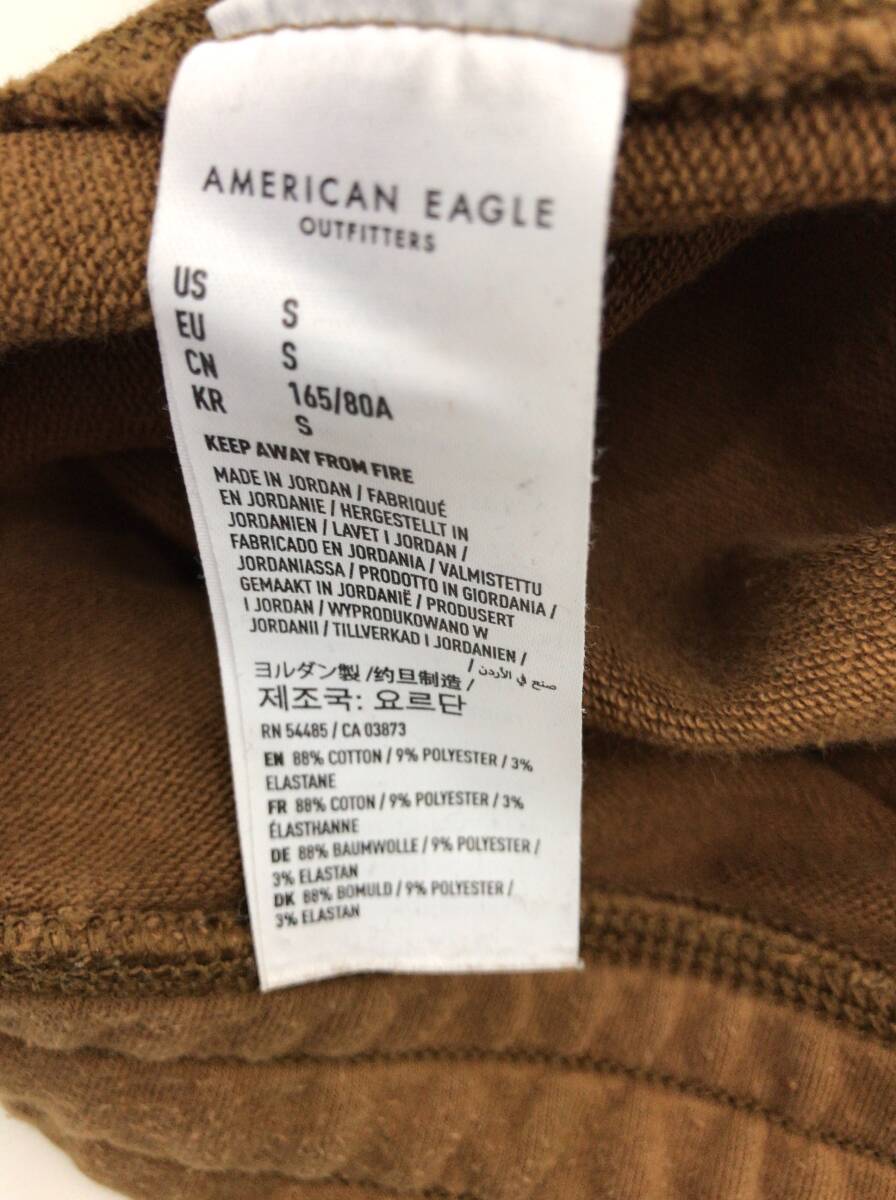 AMERICAN EAGLE
OUTFITTERS
US S
EU S
CN 165/80A
KR S
KEEP AWAY FROM FIRE
MADE IN JORDAN / FABRIQUÉ
EN JORDANIE / HERGESTELLT IN
JORDANIEN / LAVET I JORDAN /
FABRICADO EN JORDANIA / VALMISTETTU
JORDANIASSA / PRODOTTO IN GIORDANIA /
GEMAAKT IN JORDANIË / PRODUSERT
I JORDAN / WYPRODUKOWANO W
JORDANII / TILLVERKAD I JORDANIEN /
ヨルダン製 /约旦制造 / / صنع في الأردن
제조국: 요르단
RN 54485 / CA 03873
EN 88% COTTON / 9% POLYESTER / 3%
ELASTANE
FR 88% COTON / 9% POLYESTER / 3%
ÉLASTHANNE
DE 88% BAUMWOLLE / 9% POLYESTER /
3% ELASTAN
DK 88% BOMULD / 9% POLYESTER /
3% ELASTAN